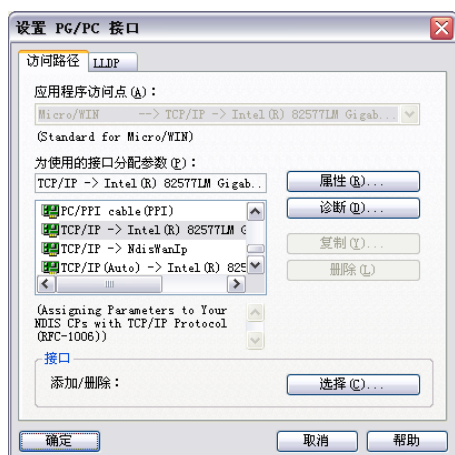 设置 PG/PC 接口
访问路径 LLDP
应用程序访问点(A):
Micro/WIN --> TCP/IP -> Intel(R) 82577LM Gigab...
(Standard for Micro/WIN)
为使用的接口分配参数(P):
TCP/IP -> Intel(R) 82577LM Gigab..
属性(R)...
PC/PPI cable(PPI)
诊断(D)...
TCP/IP -> Intel(R) 82577LM G
TCP/IP -> NdisWanIp
复制(Y)...
TCP/IP(Auto) -> Intel(R) 825
删除(L)
(Assigning Parameters to Your
NDIS CPs with TCP/IP Protocol
(RFC-1006))
接口
添加/删除:
选择(C)...
确定 取消 帮助